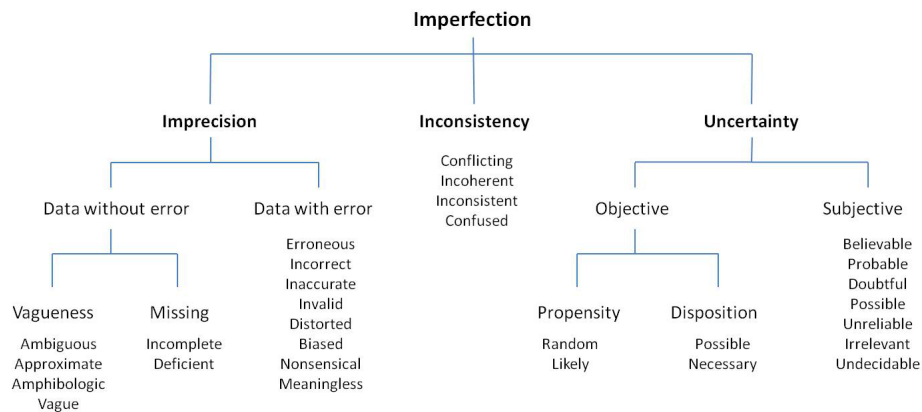 Imperfection
Imprecision
Inconsistency
Uncertainty
Conflicting
Incoherent
Inconsistent
Confused
Data without error
Data with error
Objective
Subjective
Erroneous
Incorrect
Inaccurate
Invalid
Distorted
Biased
Nonsensical
Meaningless
Believable
Probable
Doubtful
Possible
Unreliable
Irrelevant
Undecidable
Vagueness
Missing
Propensity
Disposition
Ambiguous
Approximate
Amphibologic
Vague
Incomplete
Deficient
Random
Likely
Possible
Necessary